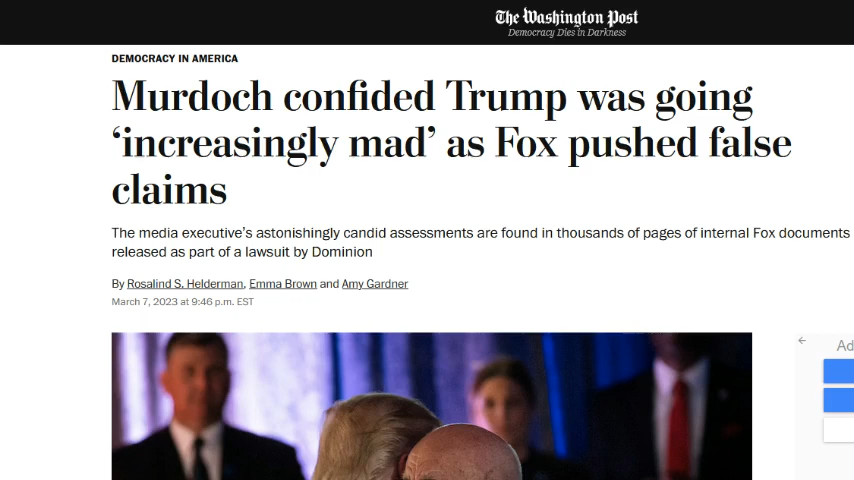 The Washington Post
Democracy Dies in Darkness
DEMOCRACY IN AMERICA
Murdoch confided Trump was going
‘increasingly mad’ as Fox pushed false
claims
The media executive’s astonishingly candid assessments are found in thousands of pages of internal Fox documents
released as part of a lawsuit by Dominion
By Rosalind S. Helderman, Emma Brown and Amy Gardner
March 7, 2023 at 9:46 p.m. EST
Ad